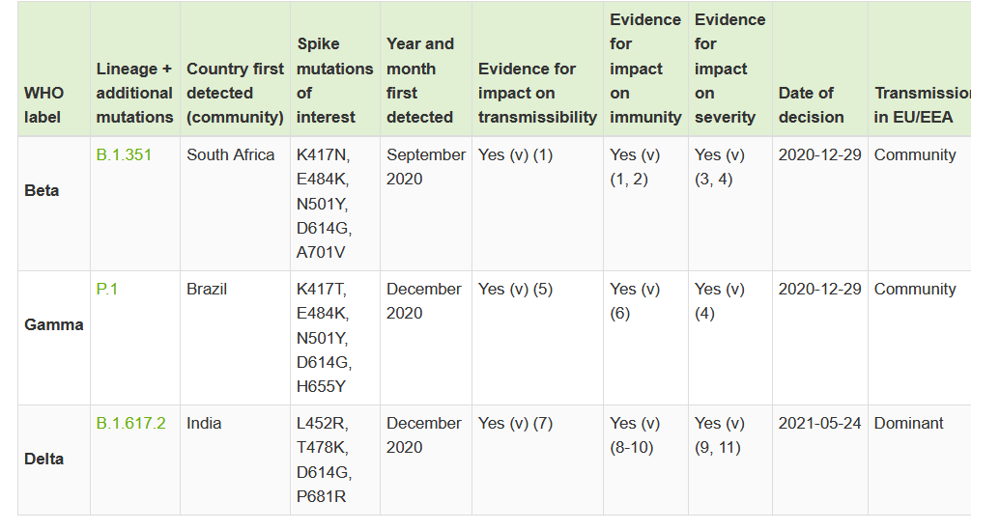 WHO label
Lineage + additional mutations
Country first detected (community)
Spike mutations of interest
Year and month first detected
Evidence for impact on transmissibility
Evidence for impact on immunity
Evidence for impact on severity
Date of decision
Transmission in EU/EEA
Beta
B.1.351
South Africa
K417N,
E484K,
N501Y,
D614G,
A701V
September
2020
Yes (v) (1)
Yes (v)
(1, 2)
Yes (v)
(3, 4)
2020-12-29
Community
Gamma
P.1
Brazil
K417T,
E484K,
N501Y,
D614G,
H655Y
December
2020
Yes (v) (5)
Yes (v)
(6)
Yes (v)
(4)
2020-12-29
Community
Delta
B.1.617.2
India
L452R,
T478K,
D614G,
P681R
December
2020
Yes (v) (7)
Yes (v)
(8-10)
Yes (v)
(9, 11)
2021-05-24
Dominant